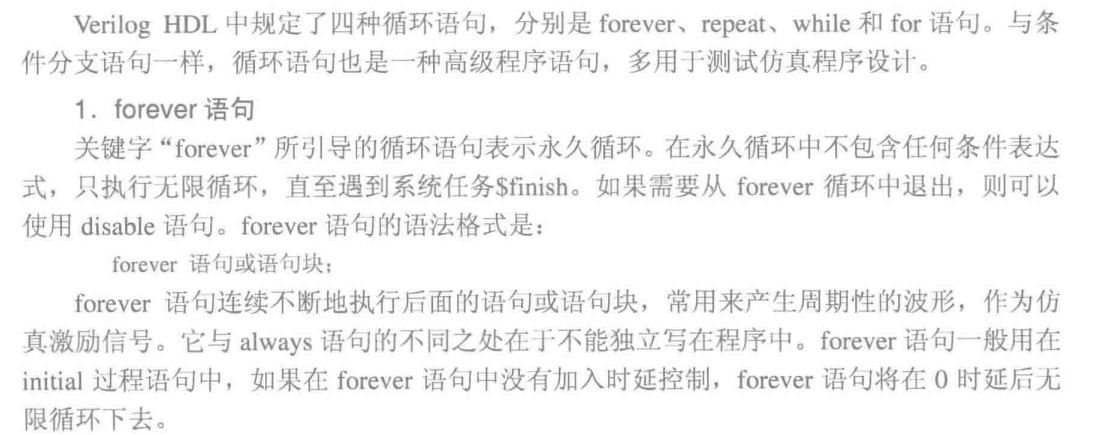 Verilog HDL 中规定了四种循环语句，分别是 forever、repeat、while 和 for 语句。与条
件分支语句一样，循环语句也是一种高级程序语句，多用于测试仿真程序设计。
1．forever 语句
关键字“forever”所引导的循环语句表示永久循环。在永久循环中不包含任何条件表达
式，只执行无限循环，直至遇到系统任务$finish。如果需要从 forever 循环中退出，则可以
使用 disable 语句。forever 语句的语法格式是：
forever 语句或语句块；
forever 语句连续不断地执行后面的语句或语句块，常用来产生周期性的波形，作为仿
真激励信号。它与 always 语句的不同之处在于不能独立写在程序中。forever 语句一般用在
initial 过程语句中，如果在 forever 语句中没有加入时延控制，forever 语句将在 0 时延后无
限循环下去。